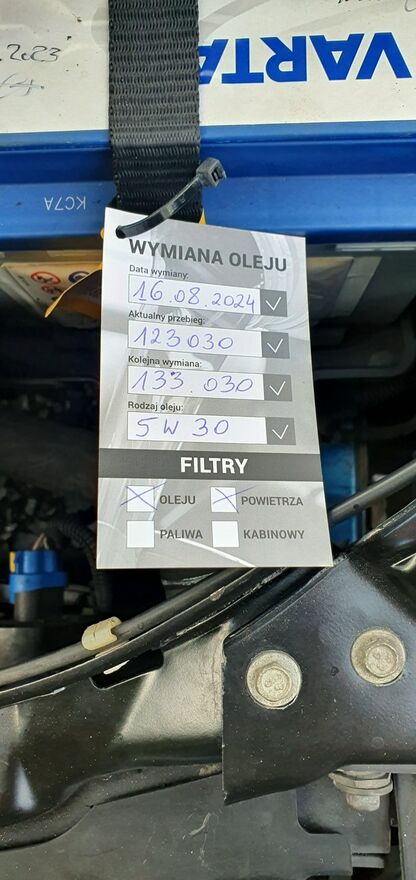 .2023
VARTA
KC7A
WYMIANA OLEJU
Data wymiany:
16.08.2024
Aktualny przebieg:
123030
Kolejna wymiana:
133.030
Rodzaj oleju:
5W30
FILTRY
OLEJU POWIETRZA
PALIWA KABINOWY